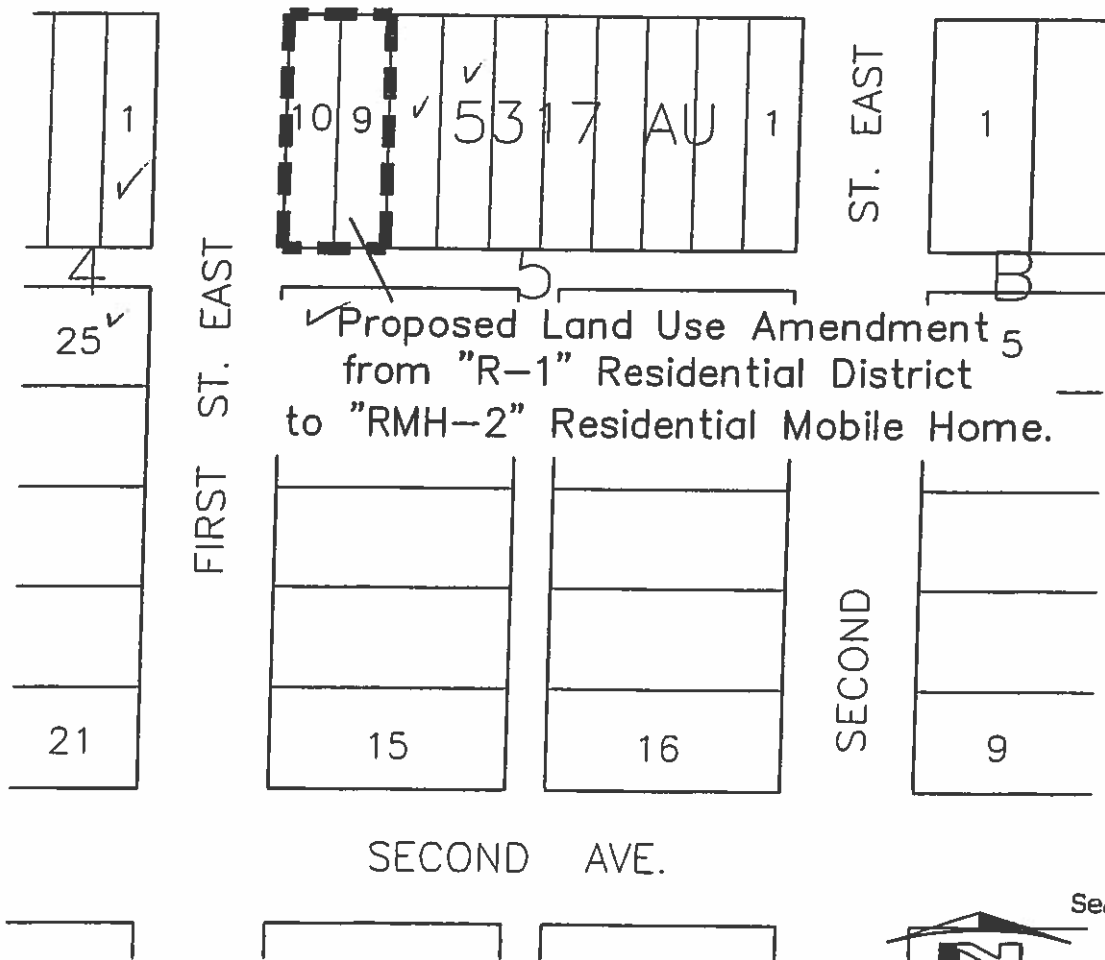 1
10 9 5317 AU 1
ST. EAST
1
4
5
B
25
FIRST ST. EAST
Proposed Land Use Amendment
from "R-1" Residential District
to "RMH-2" Residential Mobile Home.
5
21
15
16
SECOND
9
SECOND AVE.
N